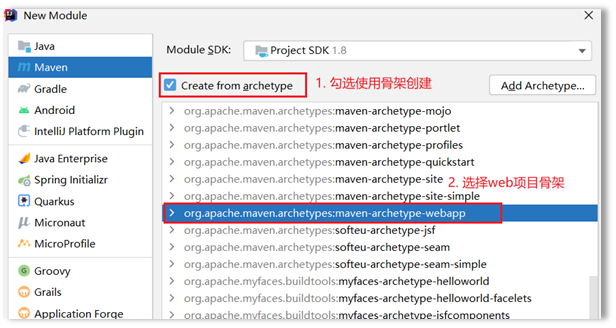 New Module
Java
Maven
Gradle
Android
IntelliJ Platform Plugin
Java Enterprise
Spring Initializr
Quarkus
Micronaut
MicroProfile
Groovy
Grails
Application Forge
Module SDK: Project SDK 1.8
Create from archetype
1. 勾选使用骨架创建
Add Archetype...
org.apache.maven.archetypes:maven-archetype-mojo
org.apache.maven.archetypes:maven-archetype-portlet
org.apache.maven.archetypes:maven-archetype-profiles
org.apache.maven.archetypes:maven-archetype-quickstart
org.apache.maven.archetypes:maven-archetype-site
2. 选择web项目骨架
org.apache.maven.archetypes:maven-archetype-site-simple
org.apache.maven.archetypes:maven-archetype-webapp
org.apache.maven.archetypes:softeu-archetype-jsf
org.apache.maven.archetypes:softeu-archetype-seam
org.apache.maven.archetypes:softeu-archetype-seam-simple
org.apache.myfaces.buildtools:myfaces-archetype-helloworld
org.apache.myfaces.buildtools:myfaces-archetype-helloworld-facelets
org.apache.myfaces.buildtools:myfaces-archetype-jsfcomponents